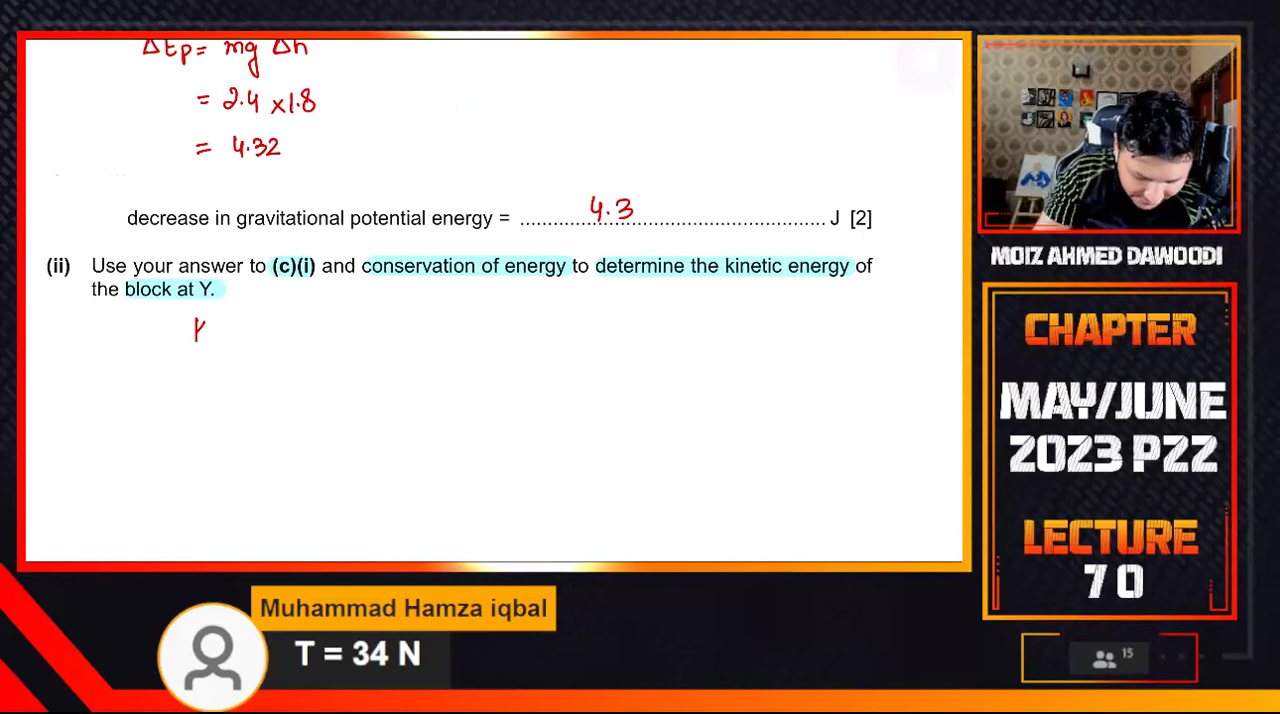 ΔEp = mg Δh
= 2.4 × 1.8
= 4.32
decrease in gravitational potential energy = 4.3 J [2]
(ii) Use your answer to (c)(i) and conservation of energy to determine the kinetic energy of
the block at Y.
MOIZ AHMED DAWOODI
CHAPTER
MAY/JUNE
2023 P22
LECTURE
70
Muhammad Hamza iqbal
T = 34 N
15